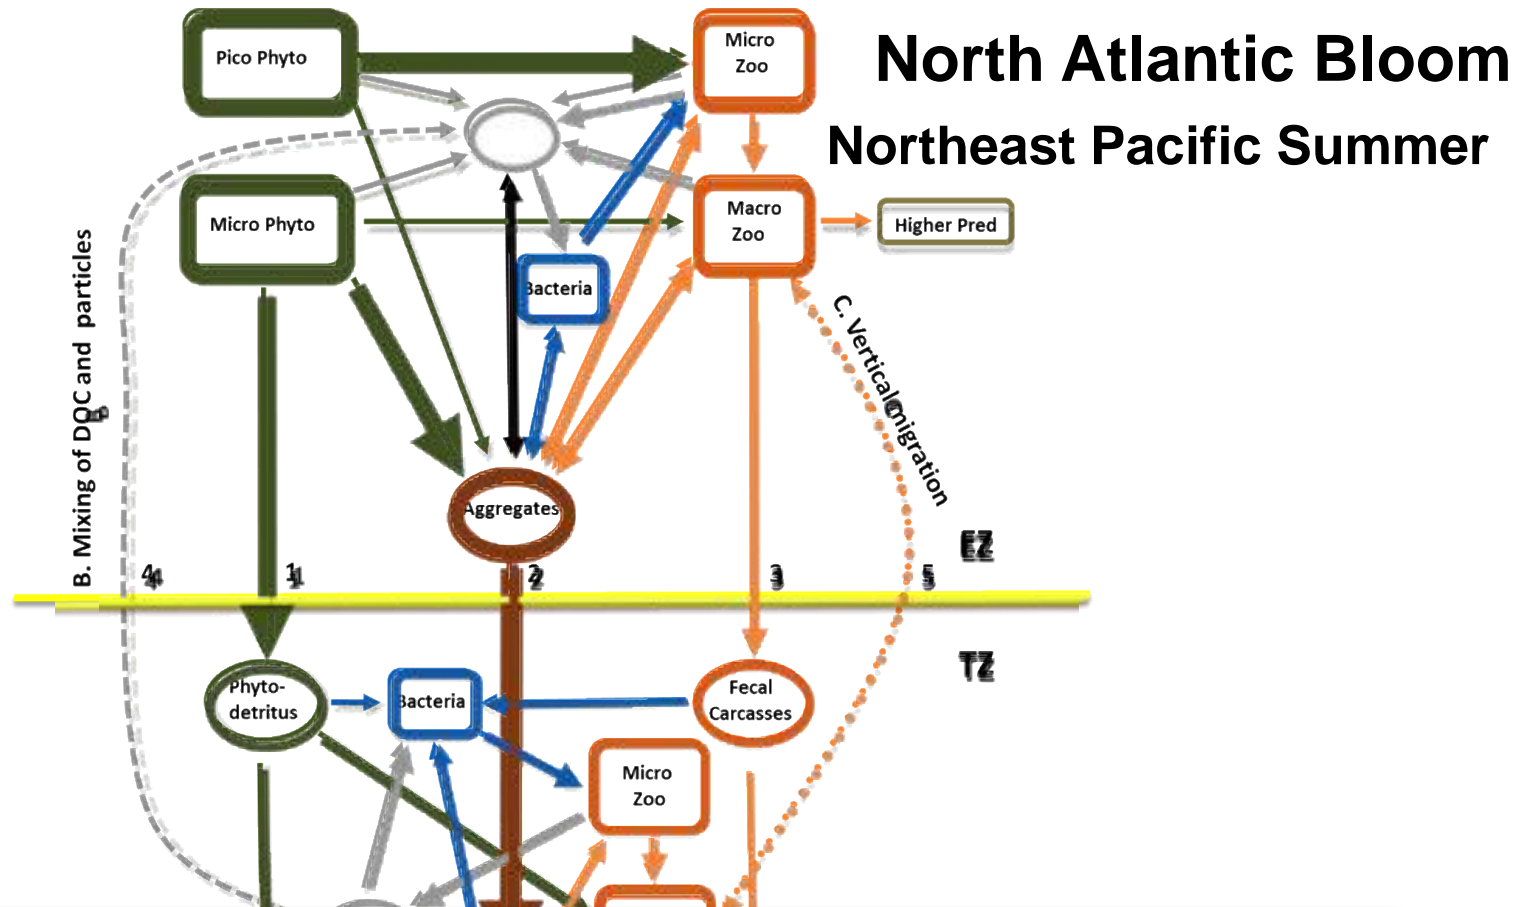 North Atlantic Bloom
Northeast Pacific Summer
Pico Phyto
Micro
Zoo
Micro Phyto
Macro
Zoo
Higher Pred
Bacteria
B. Mixing of DOC and particles
C. Vertical migration
Aggregates
EZ
4
1
2
3
5
TZ
Phyto-
detritus
Bacteria
Fecal
Carcasses
Micro
Zoo